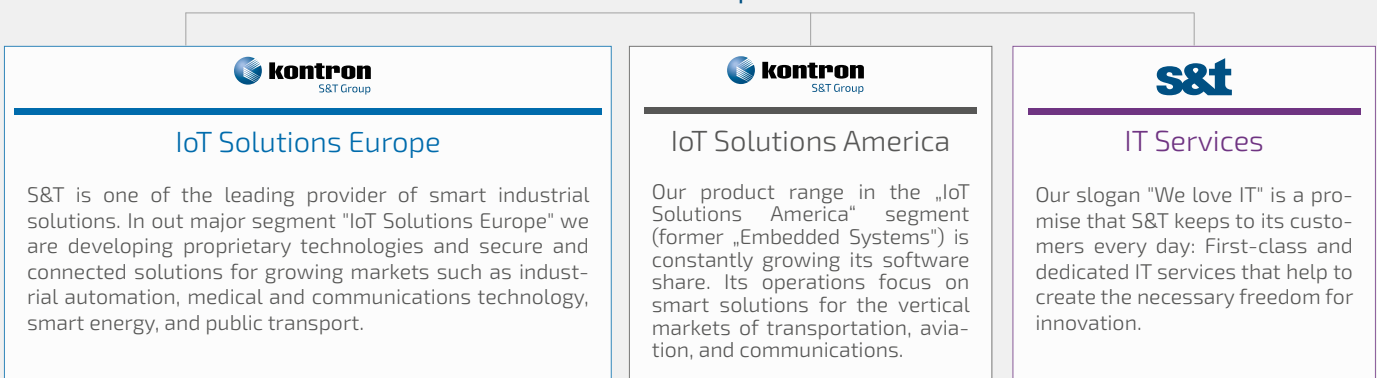 kontron
S&T Group
IoT Solutions Europe
S&T is one of the leading provider of smart industrial
solutions. In out major segment "IoT Solutions Europe" we
are developing proprietary technologies and secure and
connected solutions for growing markets such as indust-
rial automation, medical and communications technology,
smart energy, and public transport.
kontron
S&T Group
IoT Solutions America
Our product range in the „IoT
Solutions America“ segment
(former „Embedded Systems") is
constantly growing its software
share. Its operations focus on
smart solutions for the vertical
markets of transportation, avia-
tion, and communications.
s&t
IT Services
Our slogan "We love IT" is a pro-
mise that S&T keeps to its custo-
mers every day: First-class and
dedicated IT services that help to
create the necessary freedom for
innovation.